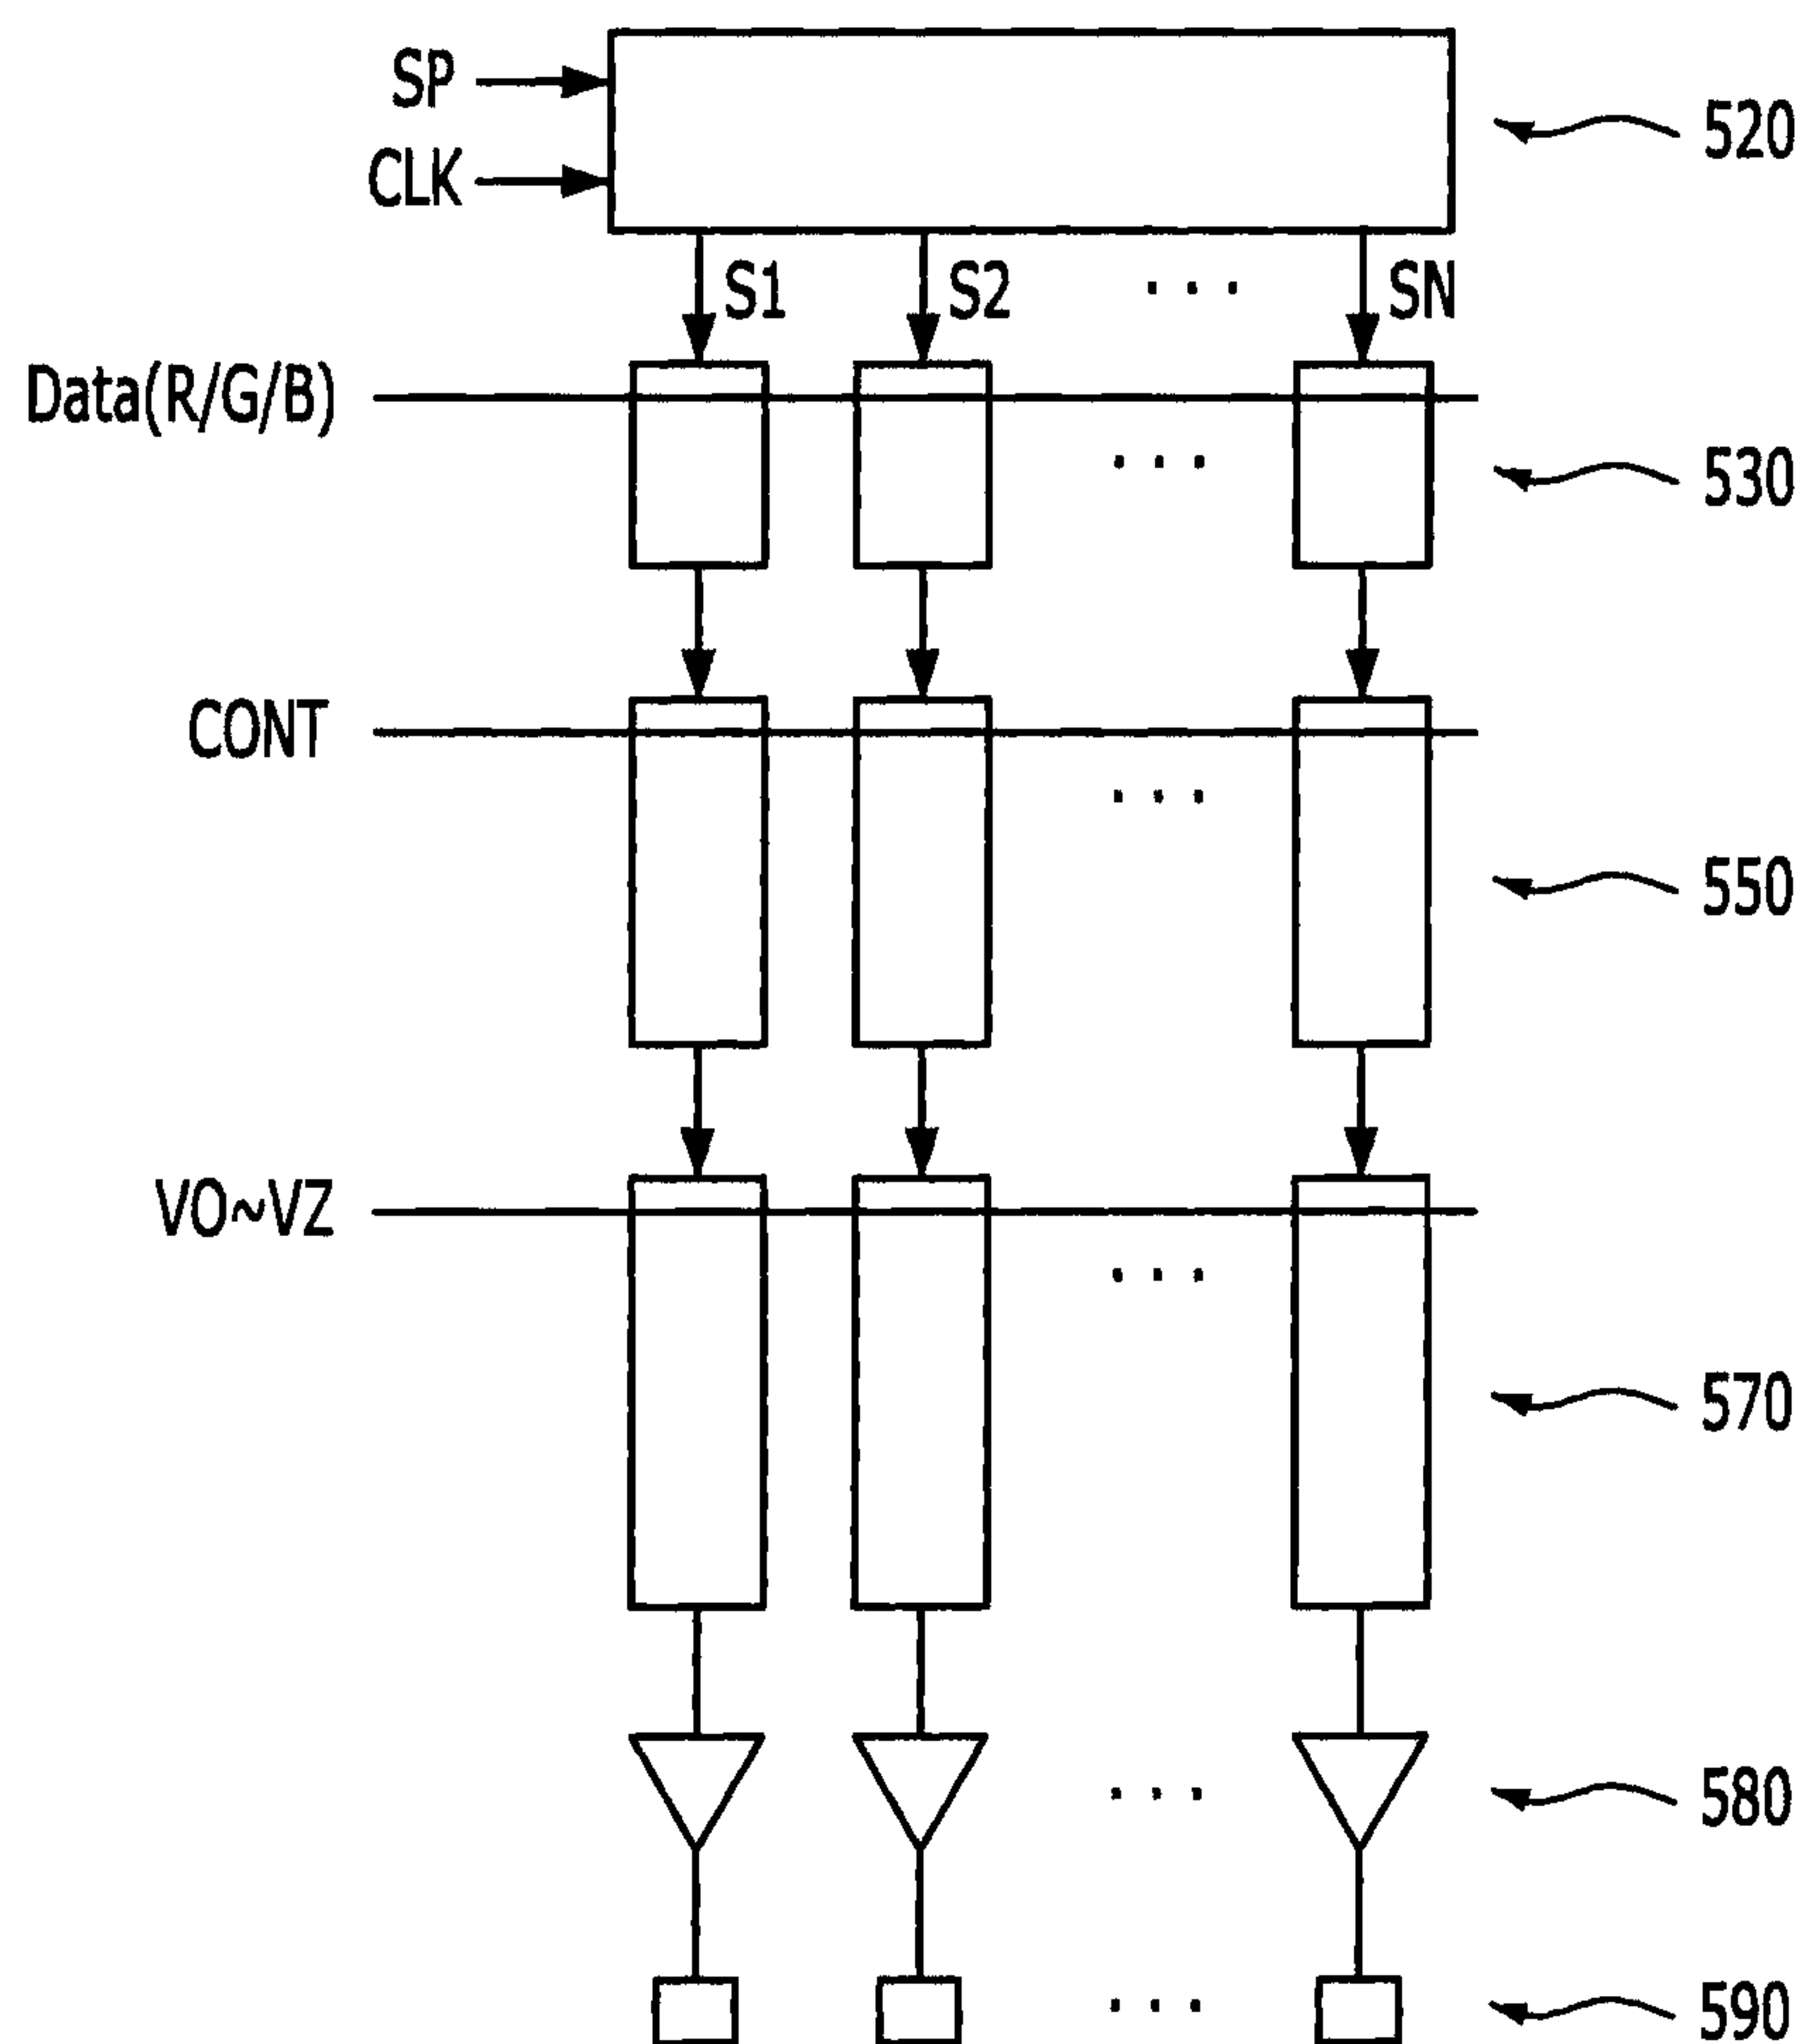 SP
CLK
520
S1 S2 ... SN
Data(R/G/B)
... 530
CONT
... 550
VO~VZ
... 570
... 580
... 590